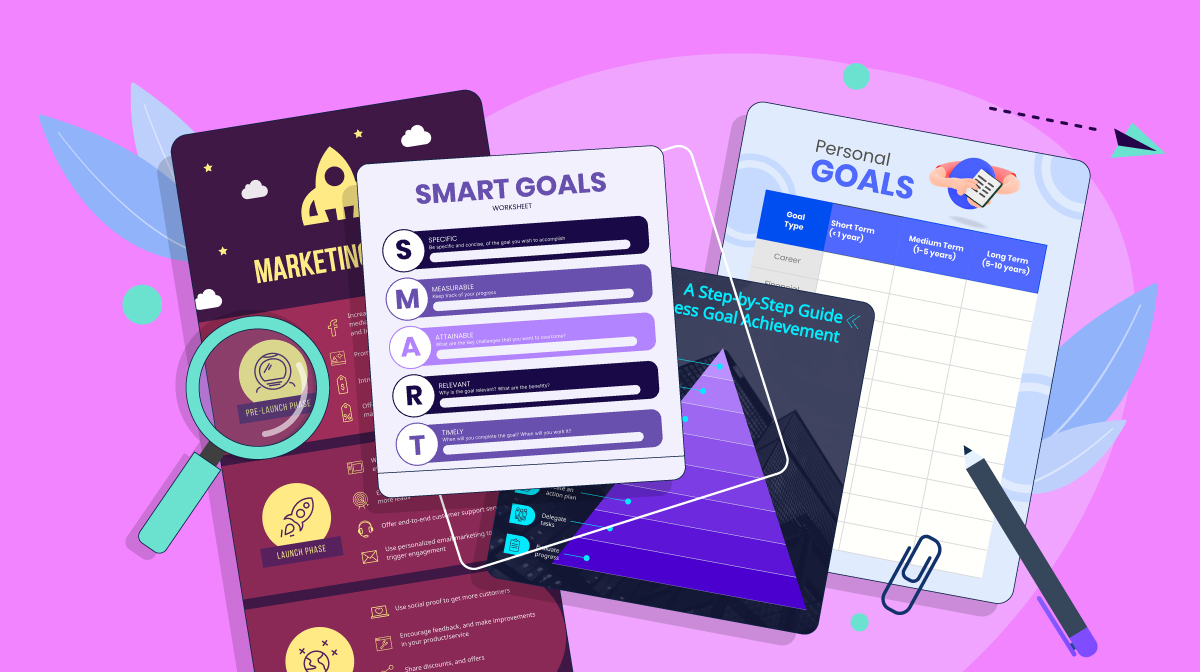 MARKETING
PRE-LAUNCH PHASE
LAUNCH PHASE
more leads
Offer end-to-end customer support
Use personalized email marketing to
trigger engagement
Use social proof to get more customers
Encourage feedback, and make improvements
in your product/service
Share discounts, and offers
SMART GOALS
WORKSHEET
S
SPECIFIC
Be specific and concise, of the goal you wish to accomplish
M
MEASURABLE
Keep track of your progress
A
ATTAINABLE
What are the key challenges that you want to overcome?
R
RELEVANT
Why is the goal relevant? What are the benefits?
T
TIMELY
When will you complete the goal? When will you work it?
A Step-by-Step Guide
Goal Achievement
action plan
Delegate
tasks
Evaluate
progress
Personal
GOALS
Goal
Type
Short Term
(<1 year)
Medium Term
(1-5 years)
Long Term
(5-10 years)
Career